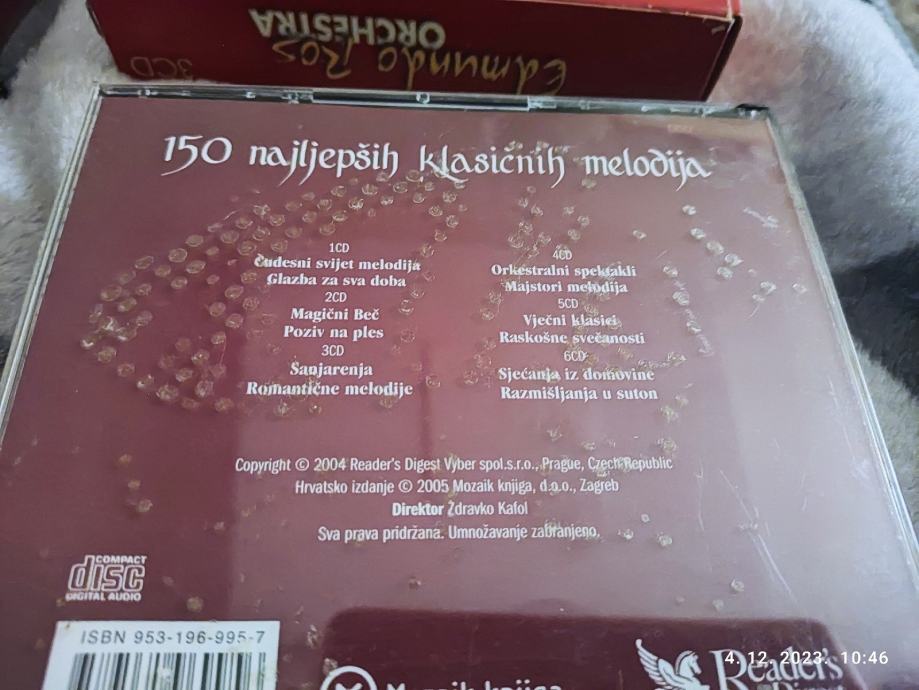 Edmundo Ros
ORCHESTRA
3CD
150 najljepših klasičnih melodija
1CD
Čudesni svijet melodija
Glazba za sva doba
2CD
Magični Beč
Poziv na ples
3CD
Sanjarenja
Romantične melodije
4CD
Orkestralni spektakli
Majstori melodija
5CD
Vječni klasici
Raskošne svečanosti
6CD
Sjećanja iz domovine
Razmišljanja u suton
Copyright © 2004 Reader's Digest Výber spol.s.r.o., Prague, Czech Republic
Hrvatsko izdanje © 2005 Mozaik knjiga, d.o.o., Zagreb
Direktor Zdravko Kafol
Sva prava pridržana. Umnožavanje zabranjeno.
COMPACT
disc
DIGITAL AUDIO
ISBN 953-196-995-7
Mozaik knjiga
Reader's
Digest
4. 12. 2023. 10:46